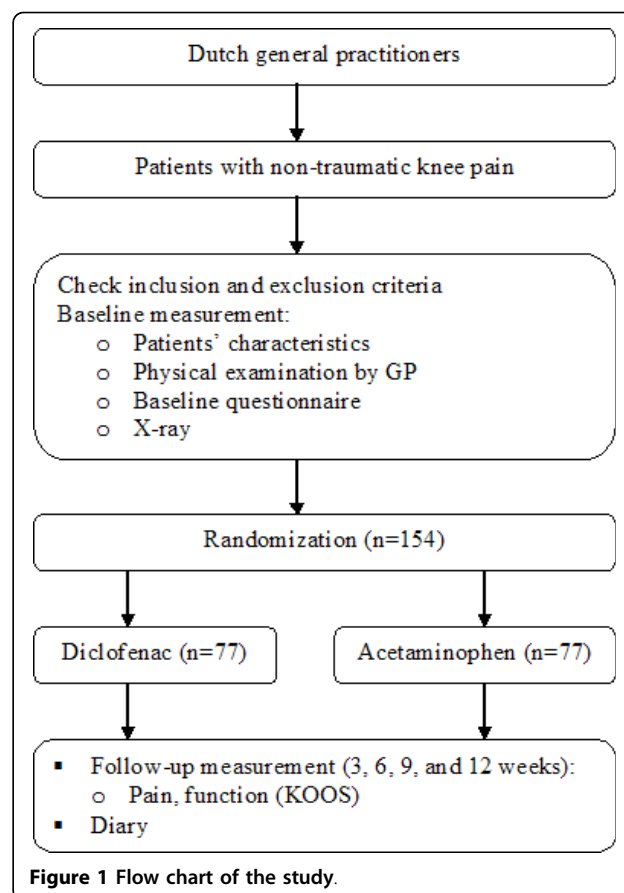 Dutch general practitioners
Patients with non-traumatic knee pain
Check inclusion and exclusion criteria
Baseline measurement:
o Patients’ characteristics
o Physical examination by GP
o Baseline questionnaire
o X-ray
Randomization (n=154)
Diclofenac (n=77)
Acetaminophen (n=77)
▪ Follow-up measurement (3, 6, 9, and 12 weeks):
o Pain, function (KOOS)
▪ Diary
Figure 1 Flow chart of the study.